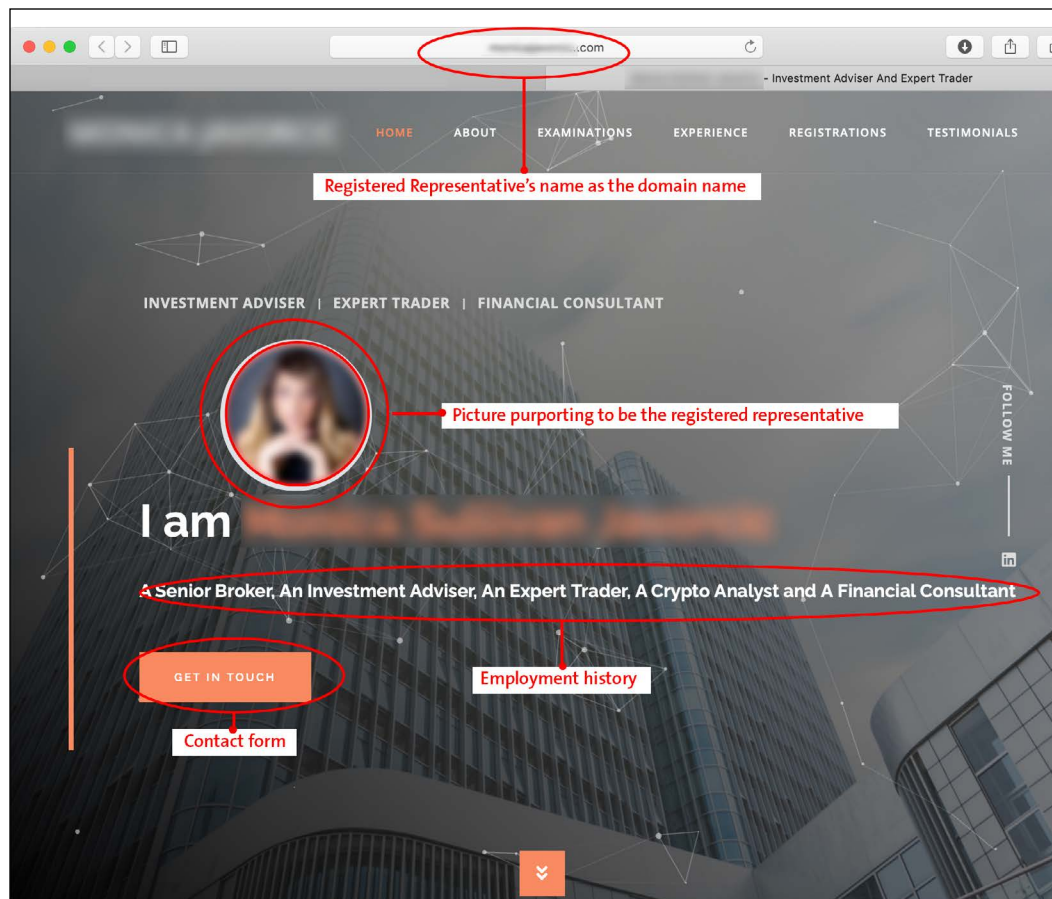 .com
- Investment Adviser And Expert Trader
HOME ABOUT EXAMINATIONS EXPERIENCE REGISTRATIONS TESTIMONIALS
Registered Representative's name as the domain name
INVESTMENT ADVISER | EXPERT TRADER | FINANCIAL CONSULTANT
Picture purporting to be the registered representative
FOLLOW ME
I am
in
A Senior Broker, An Investment Adviser, An Expert Trader, A Crypto Analyst and A Financial Consultant
GET IN TOUCH
Employment history
Contact form